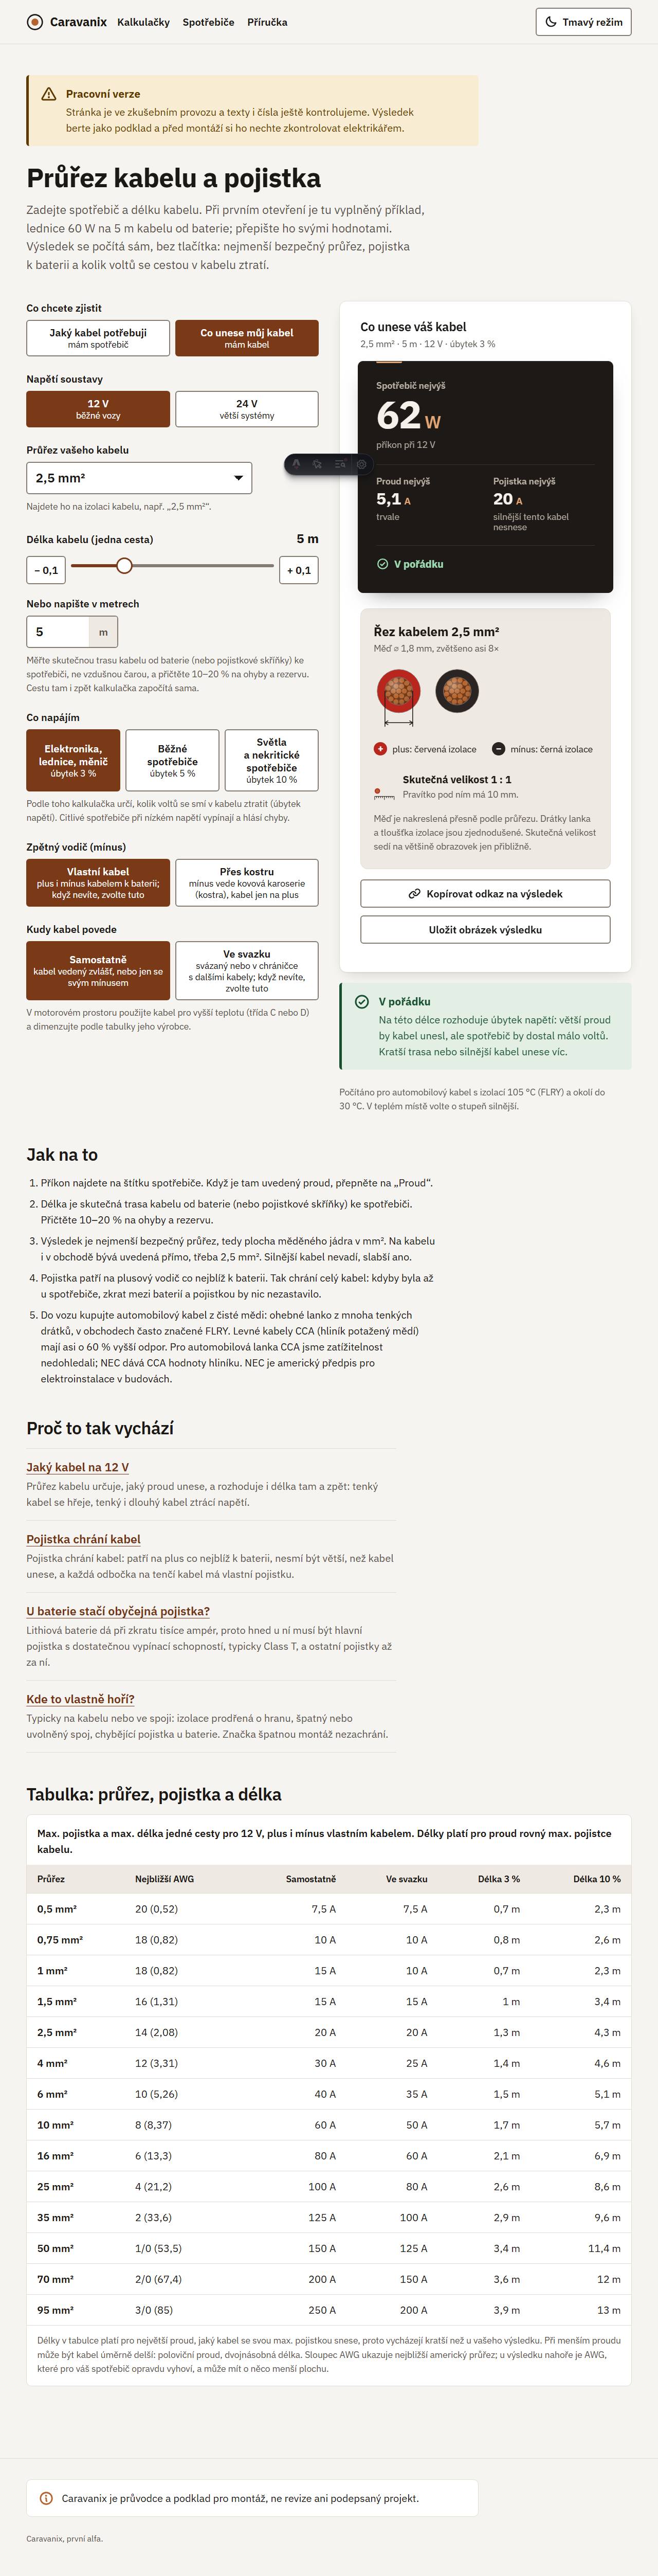 Caravanix Kalkulačky Spotřebiče Příručka Tmavý režim
Pracovní verze
Stránka je ve zkušebním provozu a texty i čísla ještě kontrolujeme. Výsledek
berte jako podklad a před montáží si ho nechte zkontrolovat elektrikářem.
Průřez kabelu a pojistka
Zadejte spotřebič a délku kabelu. Při prvním otevření je tu vyplněný příklad,
lednice 60 W na 5 m kabelu od baterie; přepište ho svými hodnotami.
Výsledek se počítá sám, bez tlačítka: nejmenší bezpečný průřez, pojistka
k baterii a kolik voltů se cestou v kabelu ztratí.
Co chcete zjistit
Jaký kabel potřebuji
mám spotřebič
Co unese můj kabel
mám kabel
Napětí soustavy
12 V
běžné vozy
24 V
větší systémy
Průřez vašeho kabelu
2,5 mm²
Najdete ho na izolaci kabelu, např. „2,5 mm²“.
Délka kabelu (jedna cesta) 5 m
− 0,1
+ 0,1
Nebo napište v metrech
5 m
Měřte skutečnou trasu kabelu od baterie (nebo pojistkové skříňky) ke
spotřebiči, ne vzdušnou čarou, a přičtěte 10–20 % na ohyby a rezervu.
Cestu tam i zpět kalkulačka započítá sama.
Co napájím
Elektronika,
lednice, měnič
úbytek 3 %
Běžné
spotřebiče
úbytek 5 %
Světla
a nekritické
spotřebiče
úbytek 10 %
Podle toho kalkulačka určí, kolik voltů se smí v kabelu ztratit (úbytek
napětí). Citlivé spotřebiče při nízkém napětí vypínají a hlásí chyby.
Zpětný vodič (mínus)
Vlastní kabel
plus i mínus kabelem k baterii;
když nevíte, zvolte tuto
Přes kostru
mínus vede kovová karoserie
(kostra), kabel jen na plus
Kudy kabel povede
Samostatně
kabel vedený zvlášť, nebo jen se
svým mínusem
Ve svazku
svázaný nebo v chráničce
s dalšími kabely; když nevíte,
zvolte tuto
V motorovém prostoru použijte kabel pro vyšší teplotu (třída C nebo D)
a dimenzujte podle tabulky jeho výrobce.
Co unese váš kabel
2,5 mm² · 5 m · 12 V · úbytek 3 %
Spotřebič nejvýš
62 W
příkon při 12 V
Proud nejvýš
5,1 A
trvale
Pojistka nejvýš
20 A
silnější tento kabel
nesnese
V pořádku
Řez kabelem 2,5 mm²
Měď ⌀ 1,8 mm, zvětšeno asi 8×
plus: červená izolace
mínus: černá izolace
Skutečná velikost 1 : 1
Pravítko pod ním má 10 mm.
Měď je nakreslená přesně podle průřezu. Drátky lanka
a tloušťka izolace jsou zjednodušené. Skutečná velikost
sedí na většině obrazovek jen přibližně.
Kopírovat odkaz na výsledek
Uložit obrázek výsledku
V pořádku
Na této délce rozhoduje úbytek napětí: větší proud
by kabel unesl, ale spotřebič by dostal málo voltů.
Kratší trasa nebo silnější kabel unese víc.
Počítáno pro automobilový kabel s izolací 105 °C (FLRY) a okolí do
30 °C. V teplém místě volte o stupeň silnější.
Jak na to
1. Příkon najdete na štítku spotřebiče. Když je tam uvedený proud, přepněte na „Proud“.
2. Délka je skutečná trasa kabelu od baterie (nebo pojistkové skříňky) ke spotřebiči.
Přičtěte 10–20 % na ohyby a rezervu.
3. Výsledek je nejmenší bezpečný průřez, tedy plocha měděného jádra v mm². Na kabelu
i v obchodě bývá uvedená přímo, třeba 2,5 mm². Silnější kabel nevadí, slabší ano.
4. Pojistka patří na plusový vodič co nejblíž k baterii. Tak chrání celý kabel: kdyby byla až
u spotřebiče, zkrat mezi baterií a pojistkou by nic nezastavilo.
5. Do vozu kupujte automobilový kabel z čisté mědi: ohebné lanko z mnoha tenkých
drátků, v obchodech často značené FLRY. Levné kabely CCA (hliník potažený mědí)
mají asi o 60 % vyšší odpor. Pro automobilová lanka CCA jsme zatížitelnost
nedohledali; NEC dává CCA hodnoty hliníku. NEC je americký předpis pro
elektroinstalace v budovách.
Proč to tak vychází
Jaký kabel na 12 V
Průřez kabelu určuje, jaký proud unese, a rozhoduje i délka tam a zpět: tenký
kabel se hřeje, tenký i dlouhý kabel ztrácí napětí.
Pojistka chrání kabel
Pojistka chrání kabel: patří na plus co nejblíž k baterii, nesmí být větší, než kabel
unese, a každá odbočka na tenčí kabel má vlastní pojistku.
U baterie stačí obyčejná pojistka?
Lithiová baterie dá při zkratu tisíce ampér, proto hned u ní musí být hlavní
pojistka s dostatečnou vypínací schopností, typicky Class T, a ostatní pojistky až
za ní.
Kde to vlastně hoří?
Typicky na kabelu nebo ve spoji: izolace prodřená o hranu, špatný nebo
uvolněný spoj, chybějící pojistka u baterie. Značka špatnou montáž nezachrání.
Tabulka: průřez, pojistka a délka
Max. pojistka a max. délka jedné cesty pro 12 V, plus i mínus vlastním kabelem. Délky platí pro proud rovný max. pojistce
kabelu.
Průřez Nejbližší AWG Samostatně Ve svazku Délka 3 % Délka 10 %
0,5 mm² 20 (0,52) 7,5 A 7,5 A 0,7 m 2,3 m
0,75 mm² 18 (0,82) 10 A 10 A 0,8 m 2,6 m
1 mm² 18 (0,82) 15 A 10 A 0,7 m 2,3 m
1,5 mm² 16 (1,31) 15 A 15 A 1 m 3,4 m
2,5 mm² 14 (2,08) 20 A 20 A 1,3 m 4,3 m
4 mm² 12 (3,31) 30 A 25 A 1,4 m 4,6 m
6 mm² 10 (5,26) 40 A 35 A 1,5 m 5,1 m
10 mm² 8 (8,37) 60 A 50 A 1,7 m 5,7 m
16 mm² 6 (13,3) 80 A 60 A 2,1 m 6,9 m
25 mm² 4 (21,2) 100 A 80 A 2,6 m 8,6 m
35 mm² 2 (33,6) 125 A 100 A 2,9 m 9,6 m
50 mm² 1/0 (53,5) 150 A 125 A 3,4 m 11,4 m
70 mm² 2/0 (67,4) 200 A 150 A 3,6 m 12 m
95 mm² 3/0 (85) 250 A 200 A 3,9 m 13 m
Délky v tabulce platí pro největší proud, jaký kabel se svou max. pojistkou snese, proto vycházejí kratší než u vašeho výsledku. Při menším proudu
může být kabel úměrně delší: poloviční proud, dvojnásobná délka. Sloupec AWG ukazuje nejbližší americký průřez; u výsledku nahoře je AWG,
které pro váš spotřebič opravdu vyhoví, a může mít o něco menší plochu.
Caravanix je průvodce a podklad pro montáž, ne revize ani podepsaný projekt.
Caravanix, první alfa.